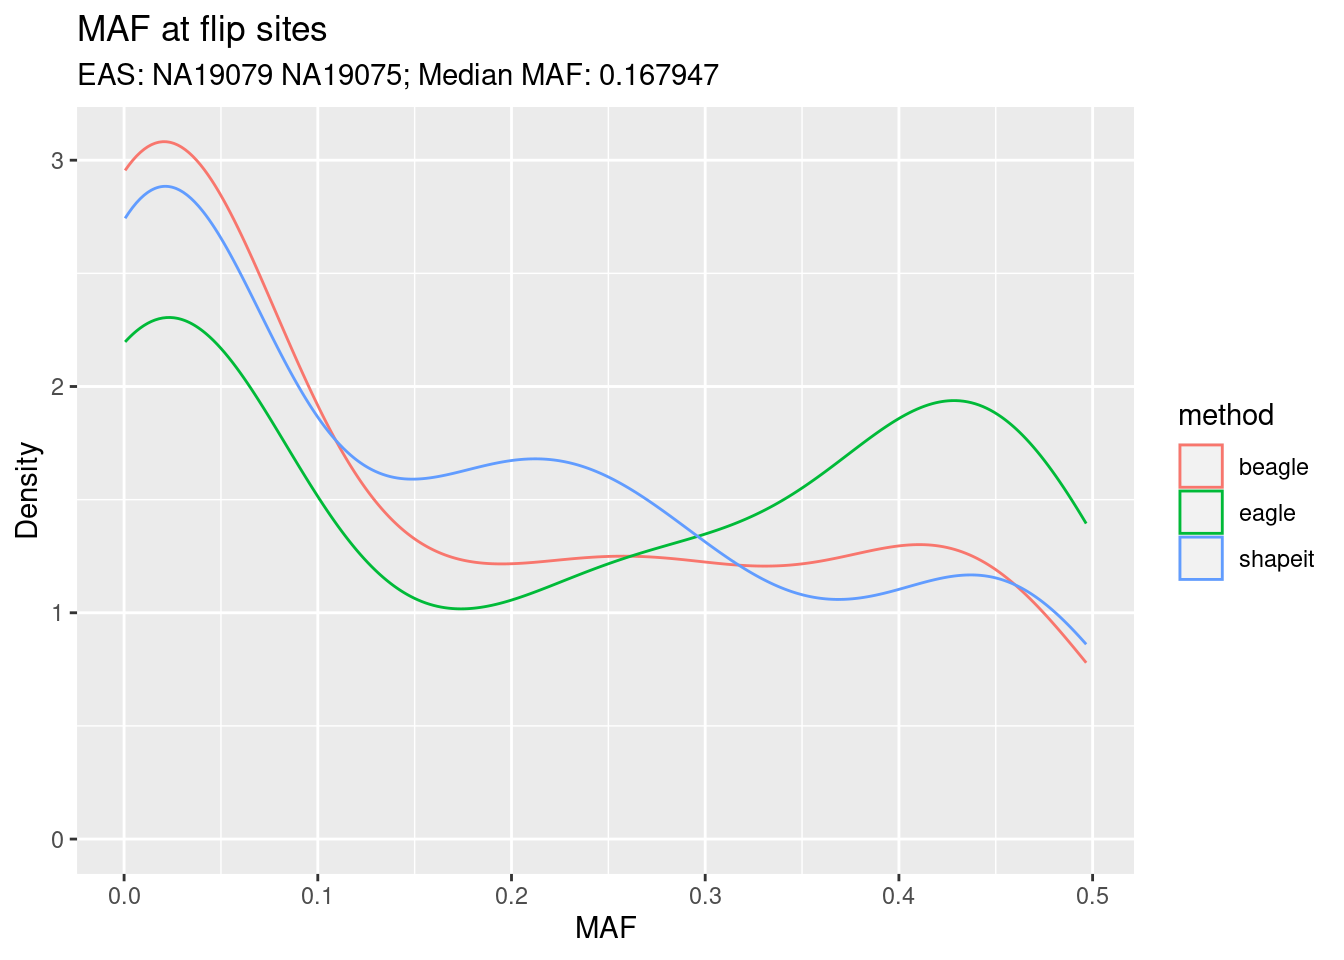 MAF at flip sites
EAS: NA19079 NA19075; Median MAF: 0.167947
3
2
1
0
Density
0.0 0.1 0.2 0.3 0.4 0.5
MAF
method
beagle
eagle
shapeit